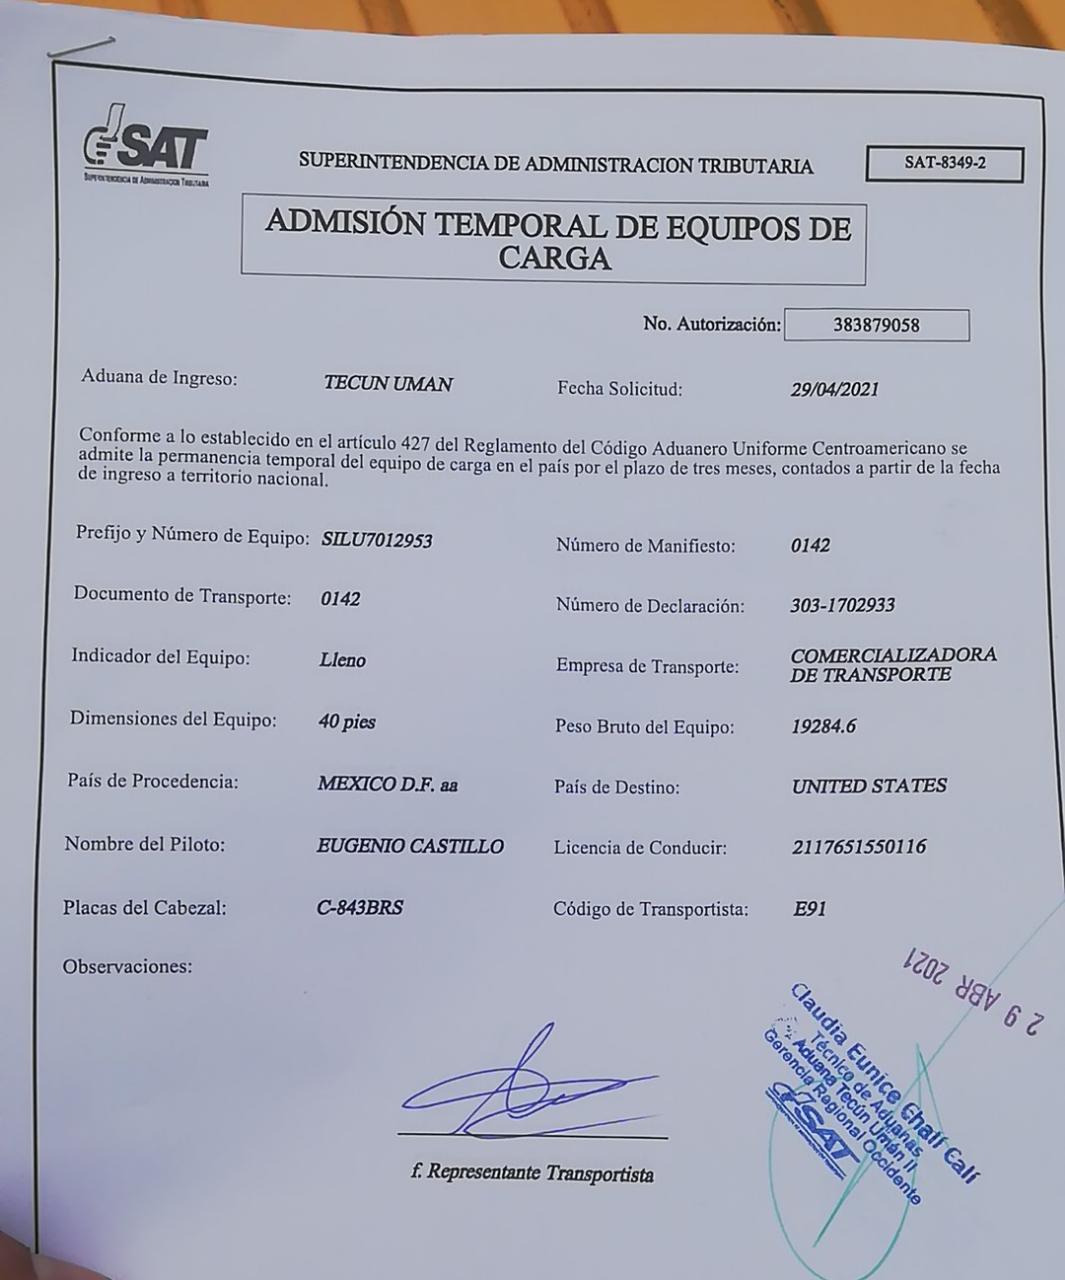 SAT
SUPERINTENDENCIA DE ADMINISTRACION TRIBUTARIA
SUPERINTENDENCIA DE ADMINISTRACION TRIBUTARIA
SAT-8349-2
ADMISIÓN TEMPORAL DE EQUIPOS DE
CARGA
No. Autorización: 383879058
Aduana de Ingreso: TECUN UMAN Fecha Solicitud: 29/04/2021
Conforme a lo establecido en el artículo 427 del Reglamento del Código Aduanero Uniforme Centroamericano se
admite la permanencia temporal del equipo de carga en el país por el plazo de tres meses, contados a partir de la fecha
de ingreso a territorio nacional.
Prefijo y Número de Equipo: SILU7012953 Número de Manifiesto: 0142
Documento de Transporte: 0142 Número de Declaración: 303-1702933
Indicador del Equipo: Lleno Empresa de Transporte: COMERCIALIZADORA
DE TRANSPORTE
Dimensiones del Equipo: 40 pies Peso Bruto del Equipo: 19284.6
País de Procedencia: MEXICO D.F. aa País de Destino: UNITED STATES
Nombre del Piloto: EUGENIO CASTILLO Licencia de Conducir: 2117651550116
Placas del Cabezal: C-843BRS Código de Transportista: E91
Observaciones:
29 ABR 2021
Claudia Eunice Chalí Calí
Técnico de Aduanas
Aduana Tecún Umán II
Gerencia Regional Occidente
SAT
f. Representante Transportista